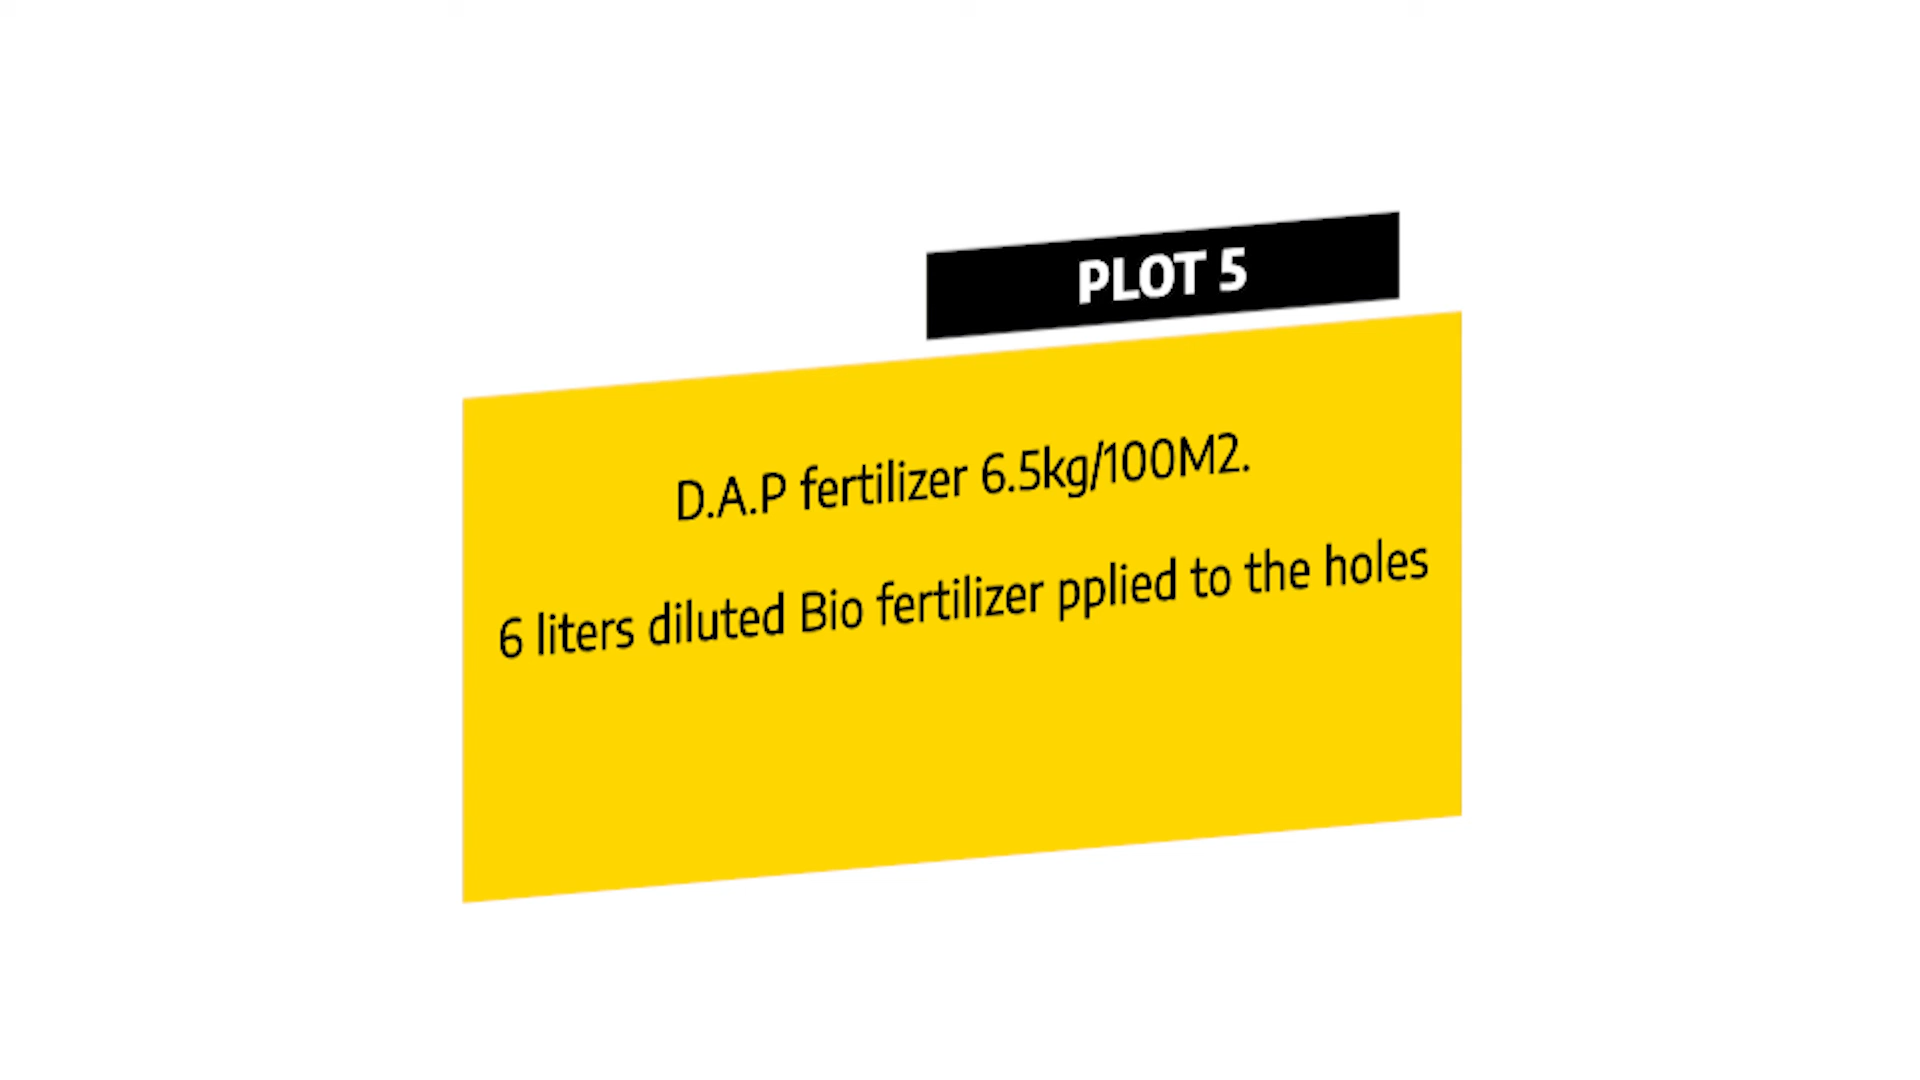 PLOT 5
D.A.P fertilizer 6.5kg/100M2.
6 liters diluted Bio fertilizer pplied to the holes